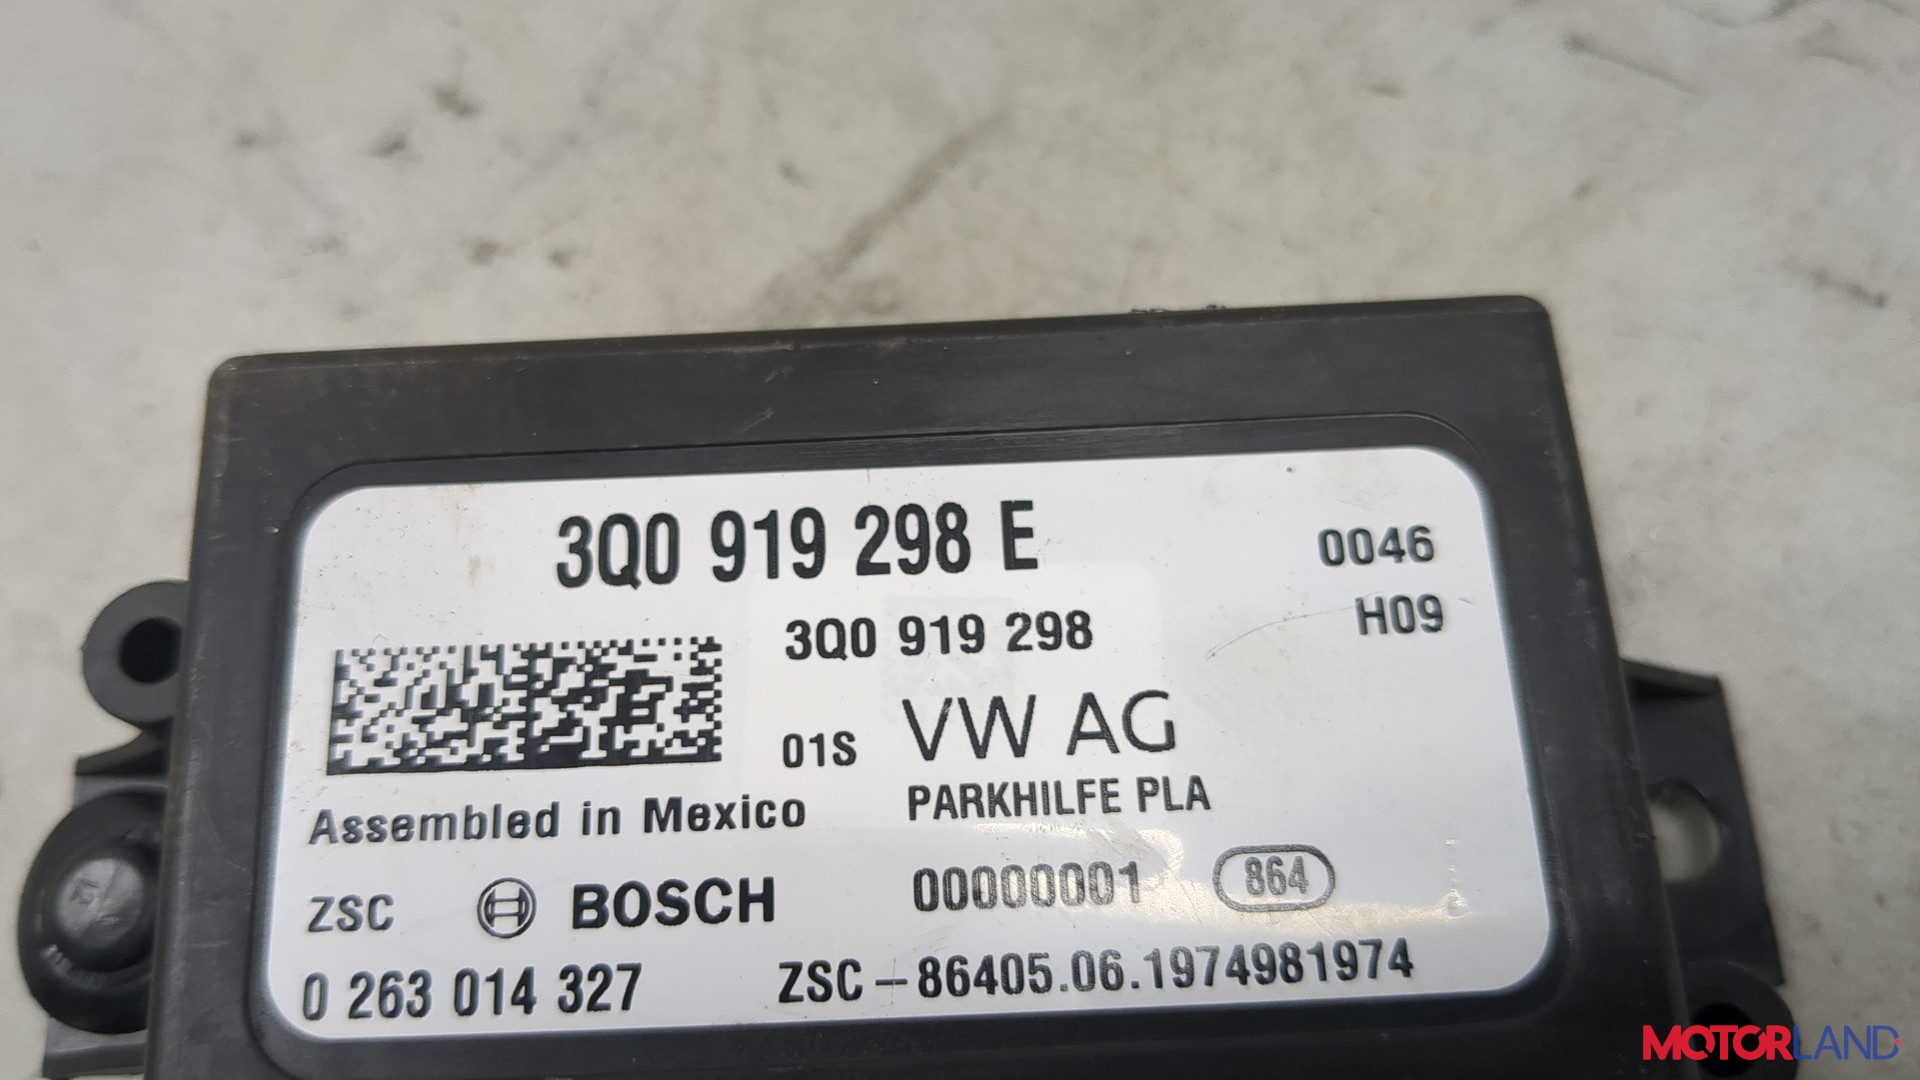 3Q0 919 298 E
0046
3Q0 919 298
H09
01S VW AG
Assembled in Mexico
PARKHILFE PLA
ZSC BOSCH
00000001 864
0 263 014 327
ZSC-86405.06.1974981974
MOTORLAND